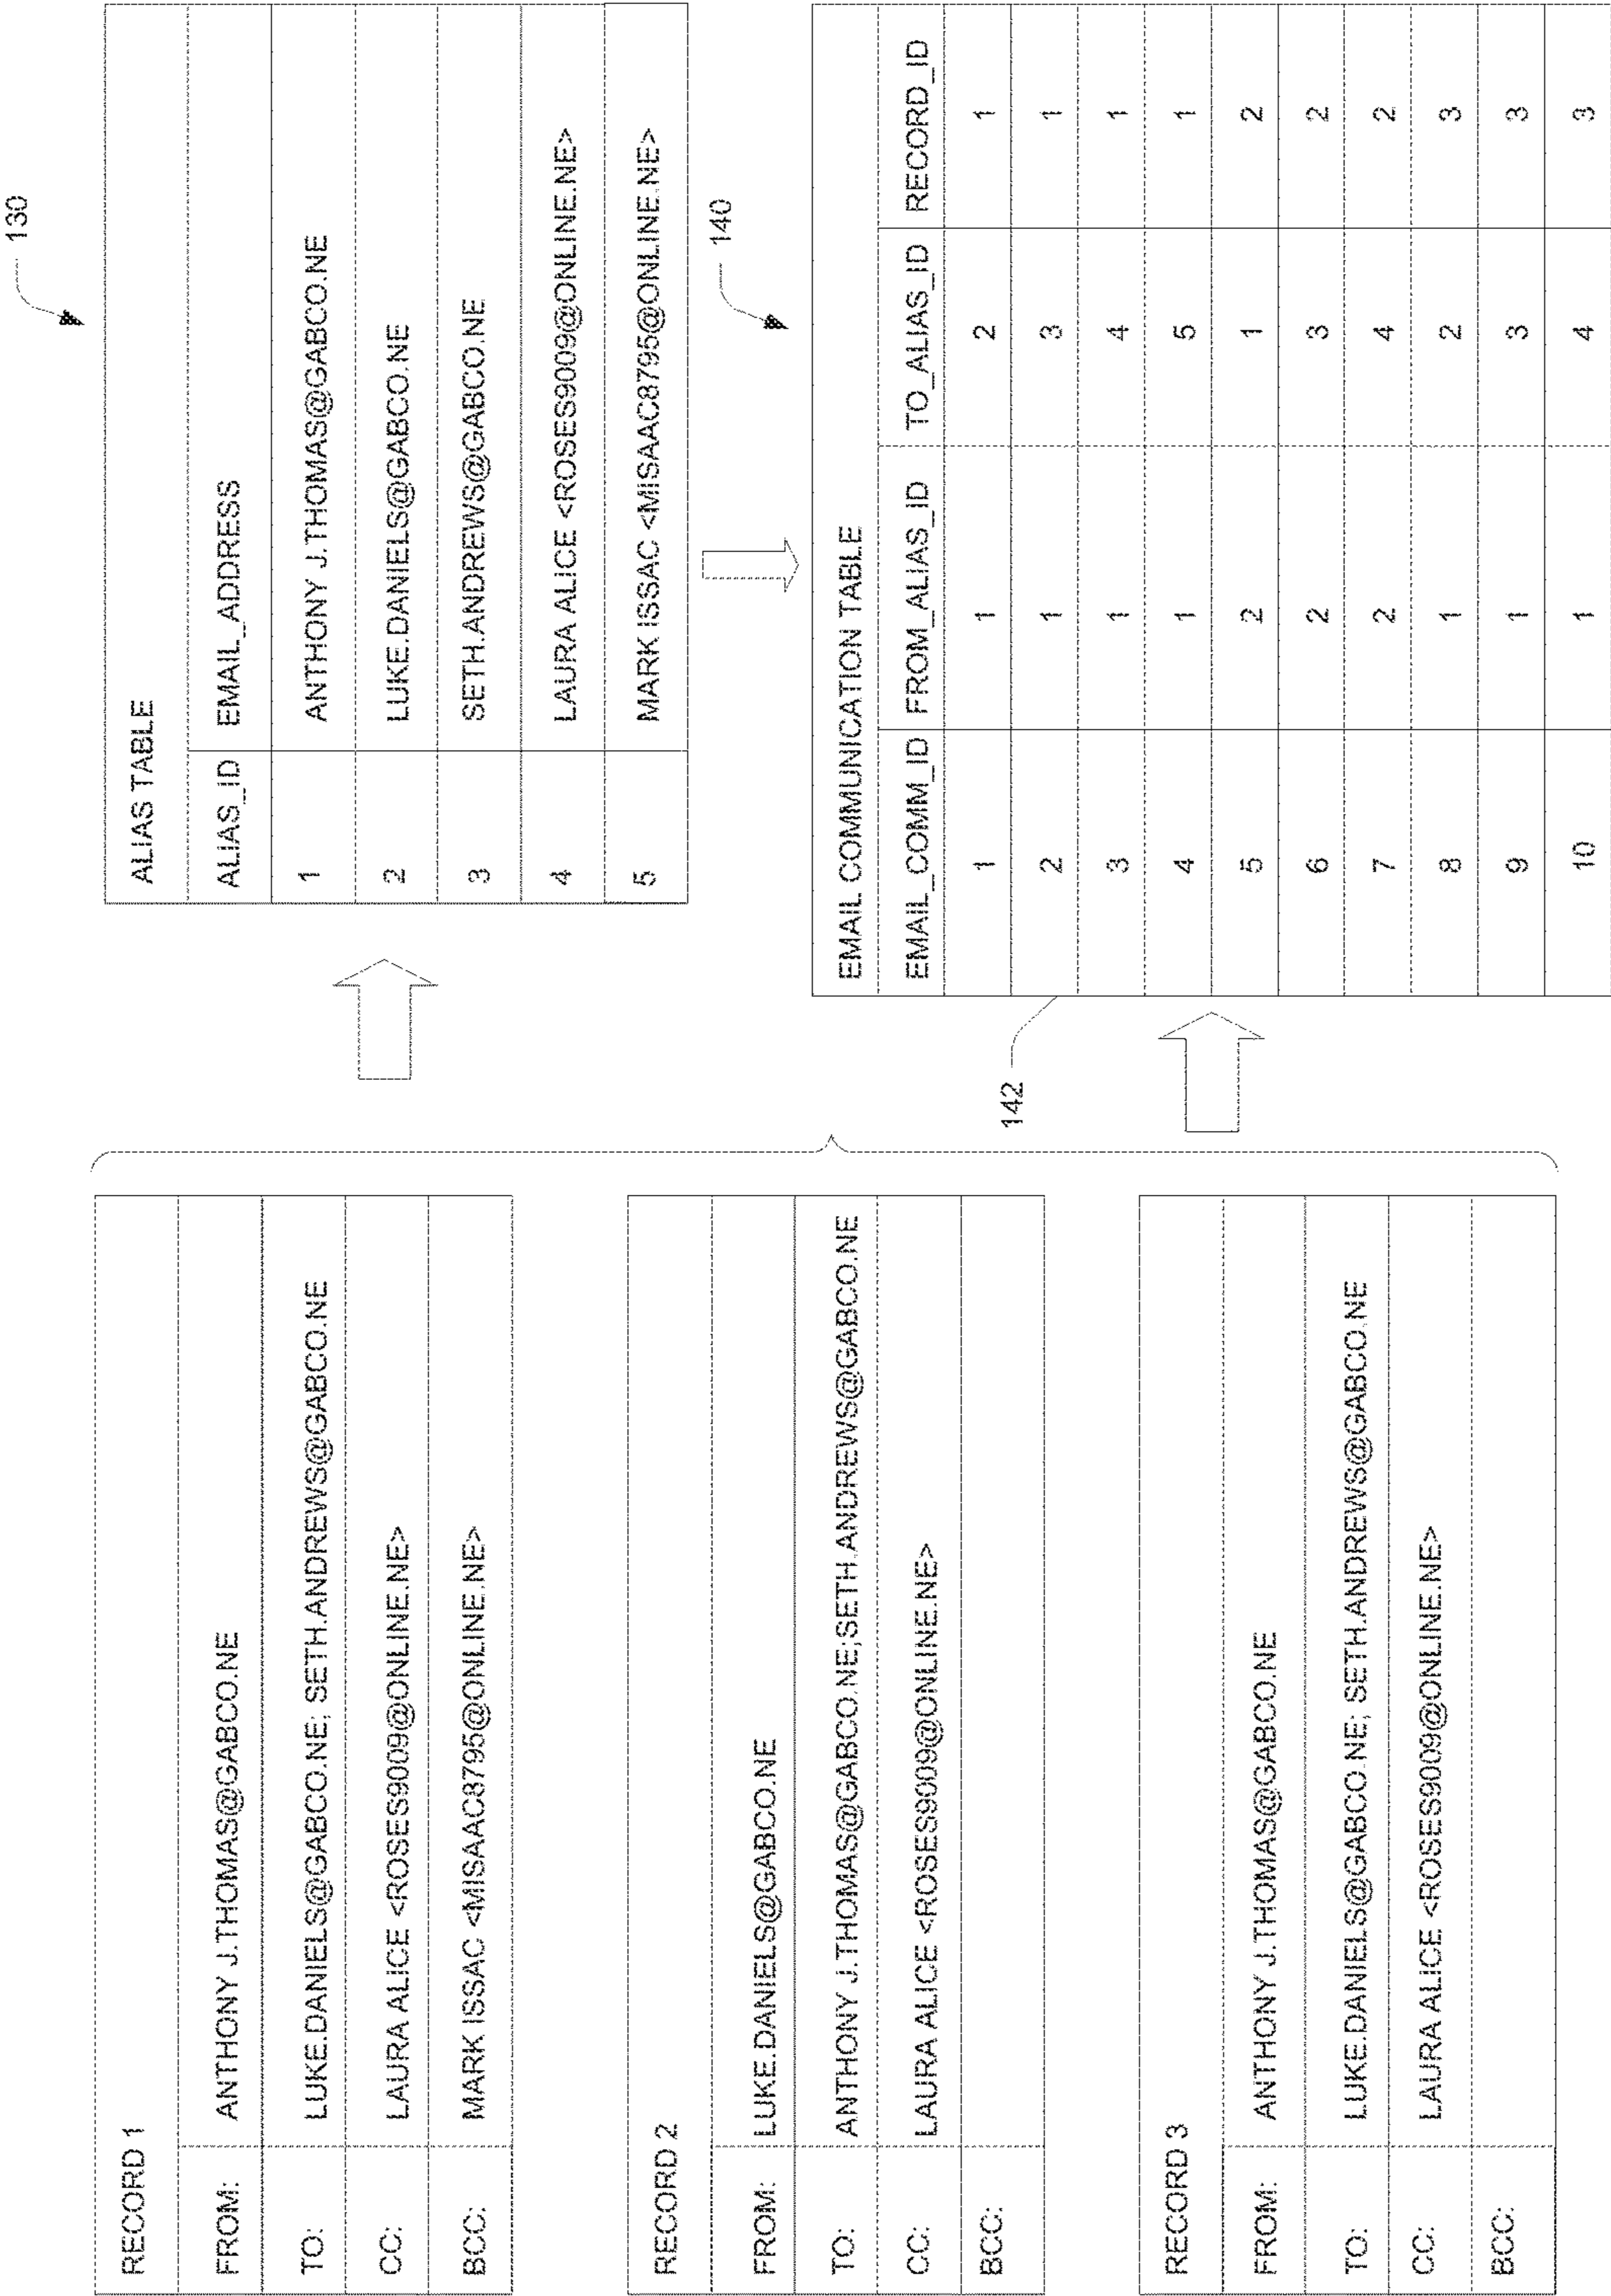 RECORD 1
FROM: ANTHONY J.THOMAS@GABCO.NE
TO: LUKE.DANIELS@GABCO.NE; SETH.ANDREWS@GABCO.NE
CC: LAURA ALICE <ROSES9009@ONLINE.NE>
BCC: MARK ISSAC <MISAAC8795@ONLINE.NE>
RECORD 2
FROM: LUKE.DANIELS@GABCO.NE
TO: ANTHONY J.THOMAS@GABCO.NE;SETH.ANDREWS@GABCO.NE
CC: LAURA ALICE <ROSES9009@ONLINE.NE>
BCC:
RECORD 3
FROM: ANTHONY J.THOMAS@GABCO.NE
TO: LUKE.DANIELS@GABCO.NE; SETH.ANDREWS@GABCO.NE
CC: LAURA ALICE <ROSES9009@ONLINE.NE>
BCC:
130
ALIAS TABLE
ALIAS_ID EMAIL_ADDRESS
1 ANTHONY J.THOMAS@GABCO.NE
2 LUKE.DANIELS@GABCO.NE
3 SETH.ANDREWS@GABCO.NE
4 LAURA ALICE <ROSES9009@ONLINE.NE>
5 MARK ISSAC <MISAAC8795@ONLINE.NE>
140
142
EMAIL COMMUNICATION TABLE
EMAIL_COMM_ID FROM_ALIAS_ID TO_ALIAS_ID RECORD_ID
1 1 2 1
2 1 3 1
3 1 4 1
4 1 5 1
5 2 1 2
6 2 3 2
7 2 4 2
8 1 2 3
9 1 3 3
10 1 4 3